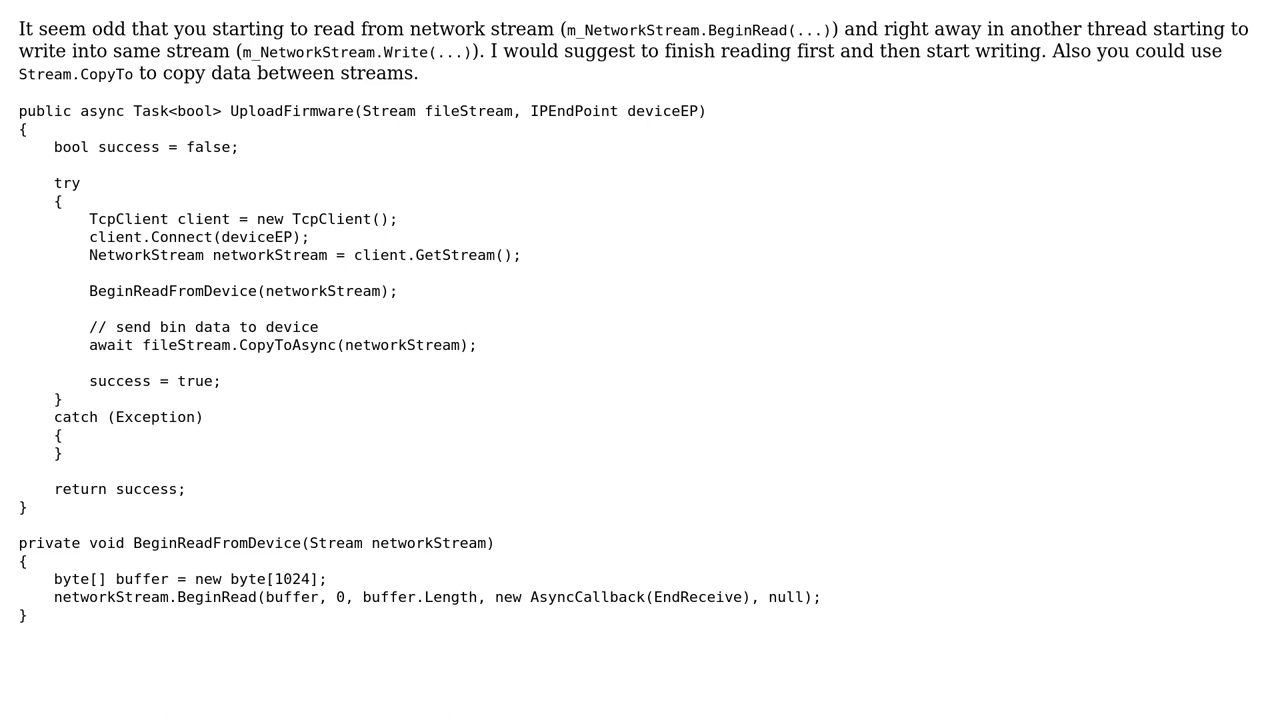 It seem odd that you starting to read from network stream (m_NetworkStream.BeginRead(...)) and right away in another thread starting to
write into same stream (m_NetworkStream.Write(...)). I would suggest to finish reading first and then start writing. Also you could use
Stream.CopyTo to copy data between streams.
public async Task<bool> UploadFirmware(Stream fileStream, IPEndPoint deviceEP)
{
    bool success = false;

    try
    {
        TcpClient client = new TcpClient();
        client.Connect(deviceEP);
        NetworkStream networkStream = client.GetStream();

        BeginReadFromDevice(networkStream);

        // send bin data to device
        await fileStream.CopyToAsync(networkStream);

        success = true;
    }
    catch (Exception)
    {
    }

    return success;
}

private void BeginReadFromDevice(Stream networkStream)
{
    byte[] buffer = new byte[1024];
    networkStream.BeginRead(buffer, 0, buffer.Length, new AsyncCallback(EndReceive), null);
}